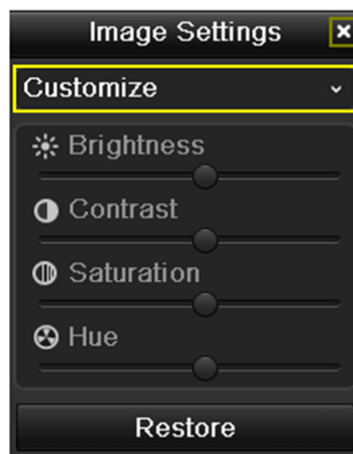 Image Settings
Customize
Brightness
Contrast
Saturation
Hue
Restore